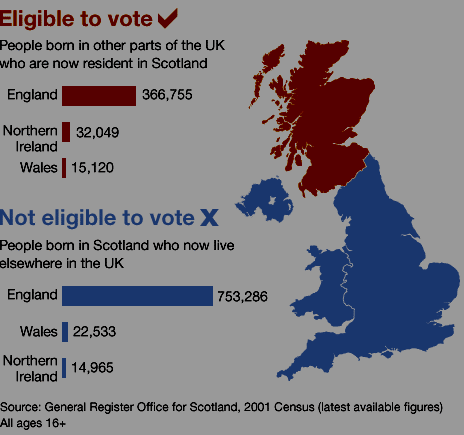 Eligible to vote
People born in other parts of the UK
who are now resident in Scotland
England 366,755
Northern
Ireland 32,049
Wales 15,120
Not eligible to vote X
People born in Scotland who now live
elsewhere in the UK
England 753,286
Wales 22,533
Northern
Ireland 14,965
Source: General Register Office for Scotland, 2001 Census (latest available figures)
All ages 16+